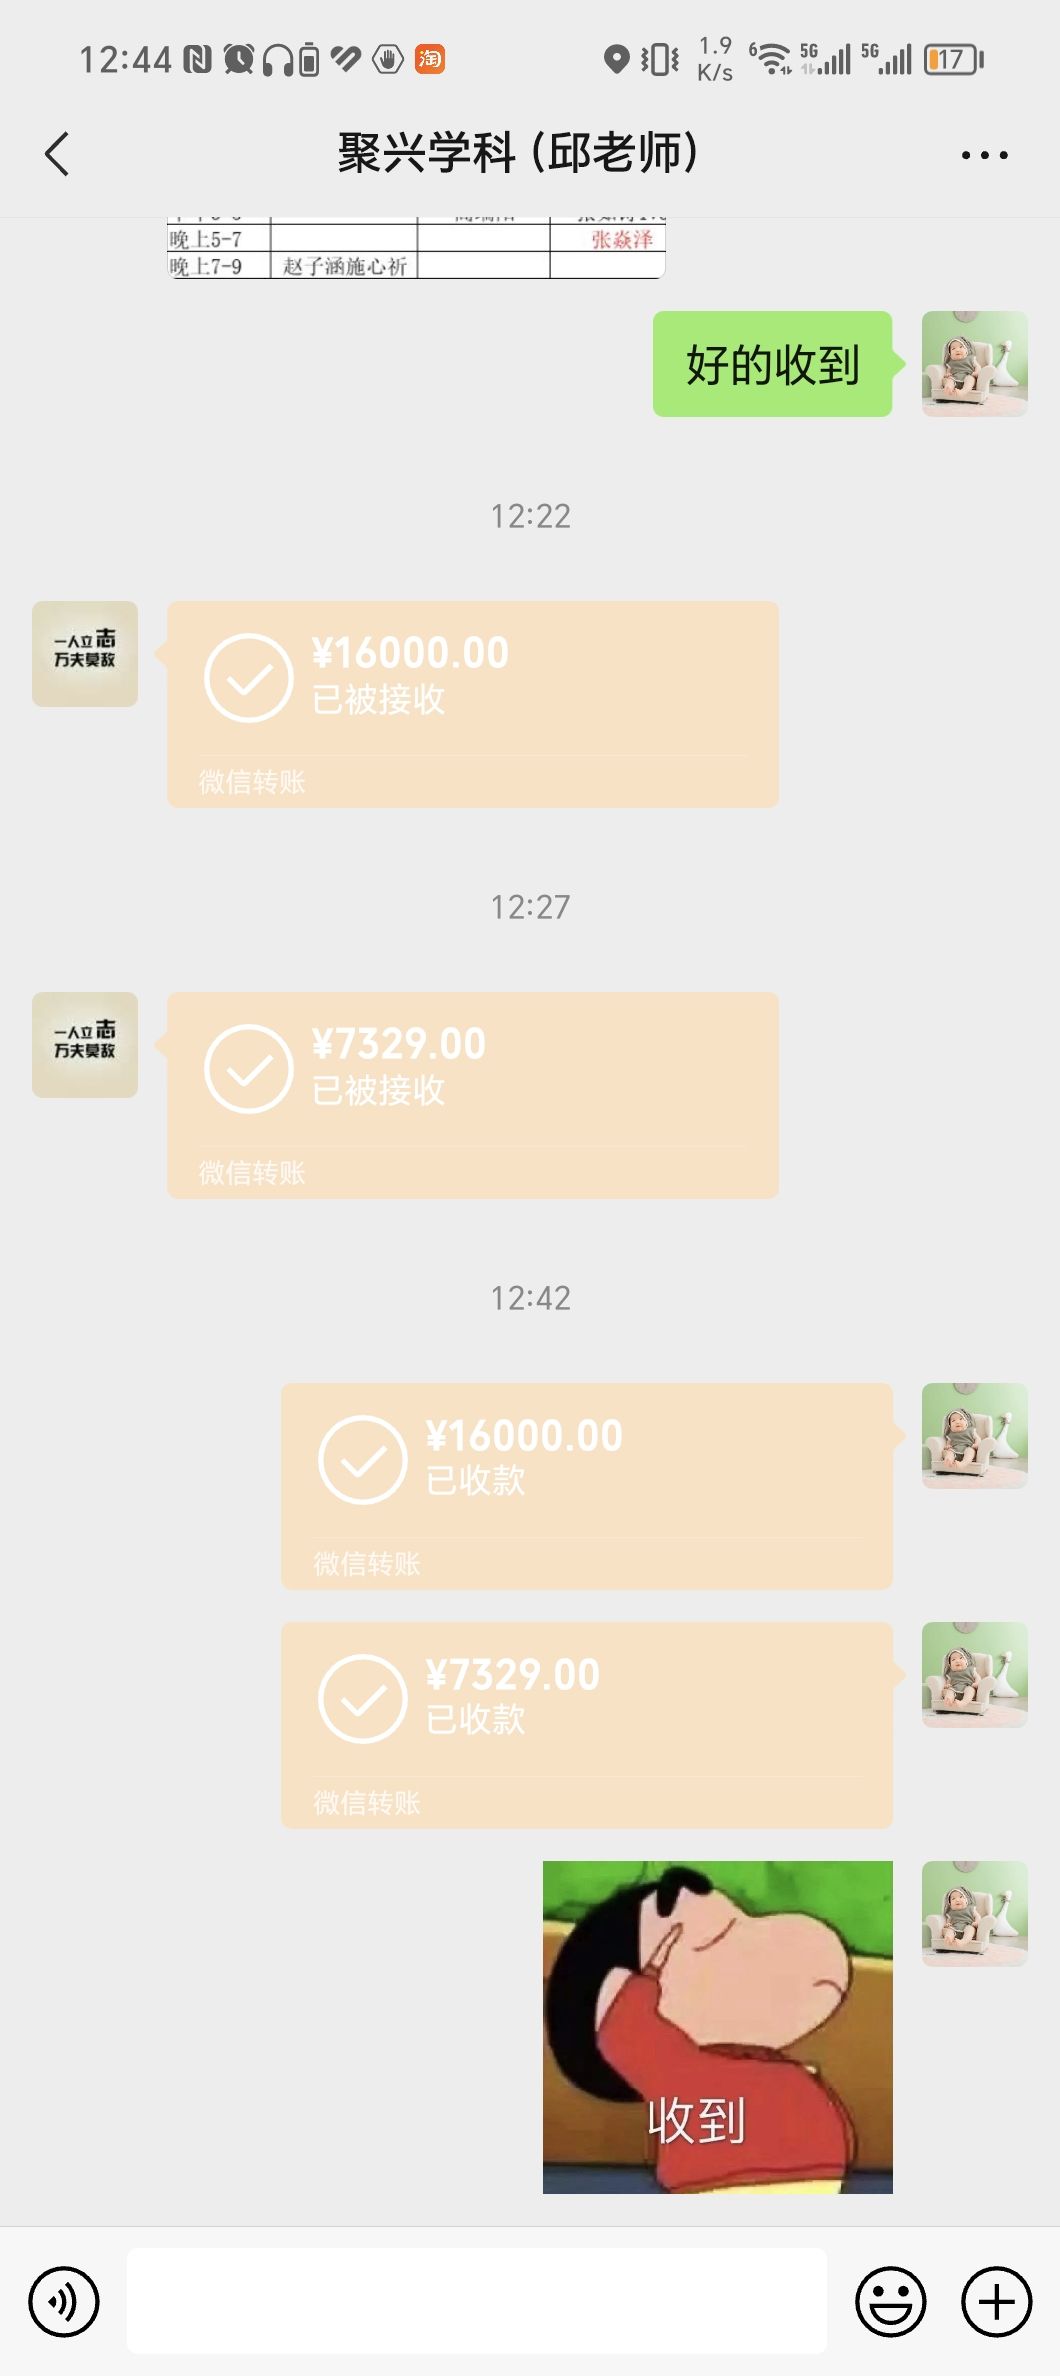 12:44
淘
1.9
K/s
6
5G
5G
17
聚兴学科 (邱老师)
晚上5-7
张焱泽
晚上7-9
赵子涵施心祈
好的收到
12:22
一人立志
万夫莫敌
¥16000.00
已被接收
微信转账
12:27
一人立志
万夫莫敌
¥7329.00
已被接收
微信转账
12:42
¥16000.00
已收款
微信转账
¥7329.00
已收款
微信转账
收到